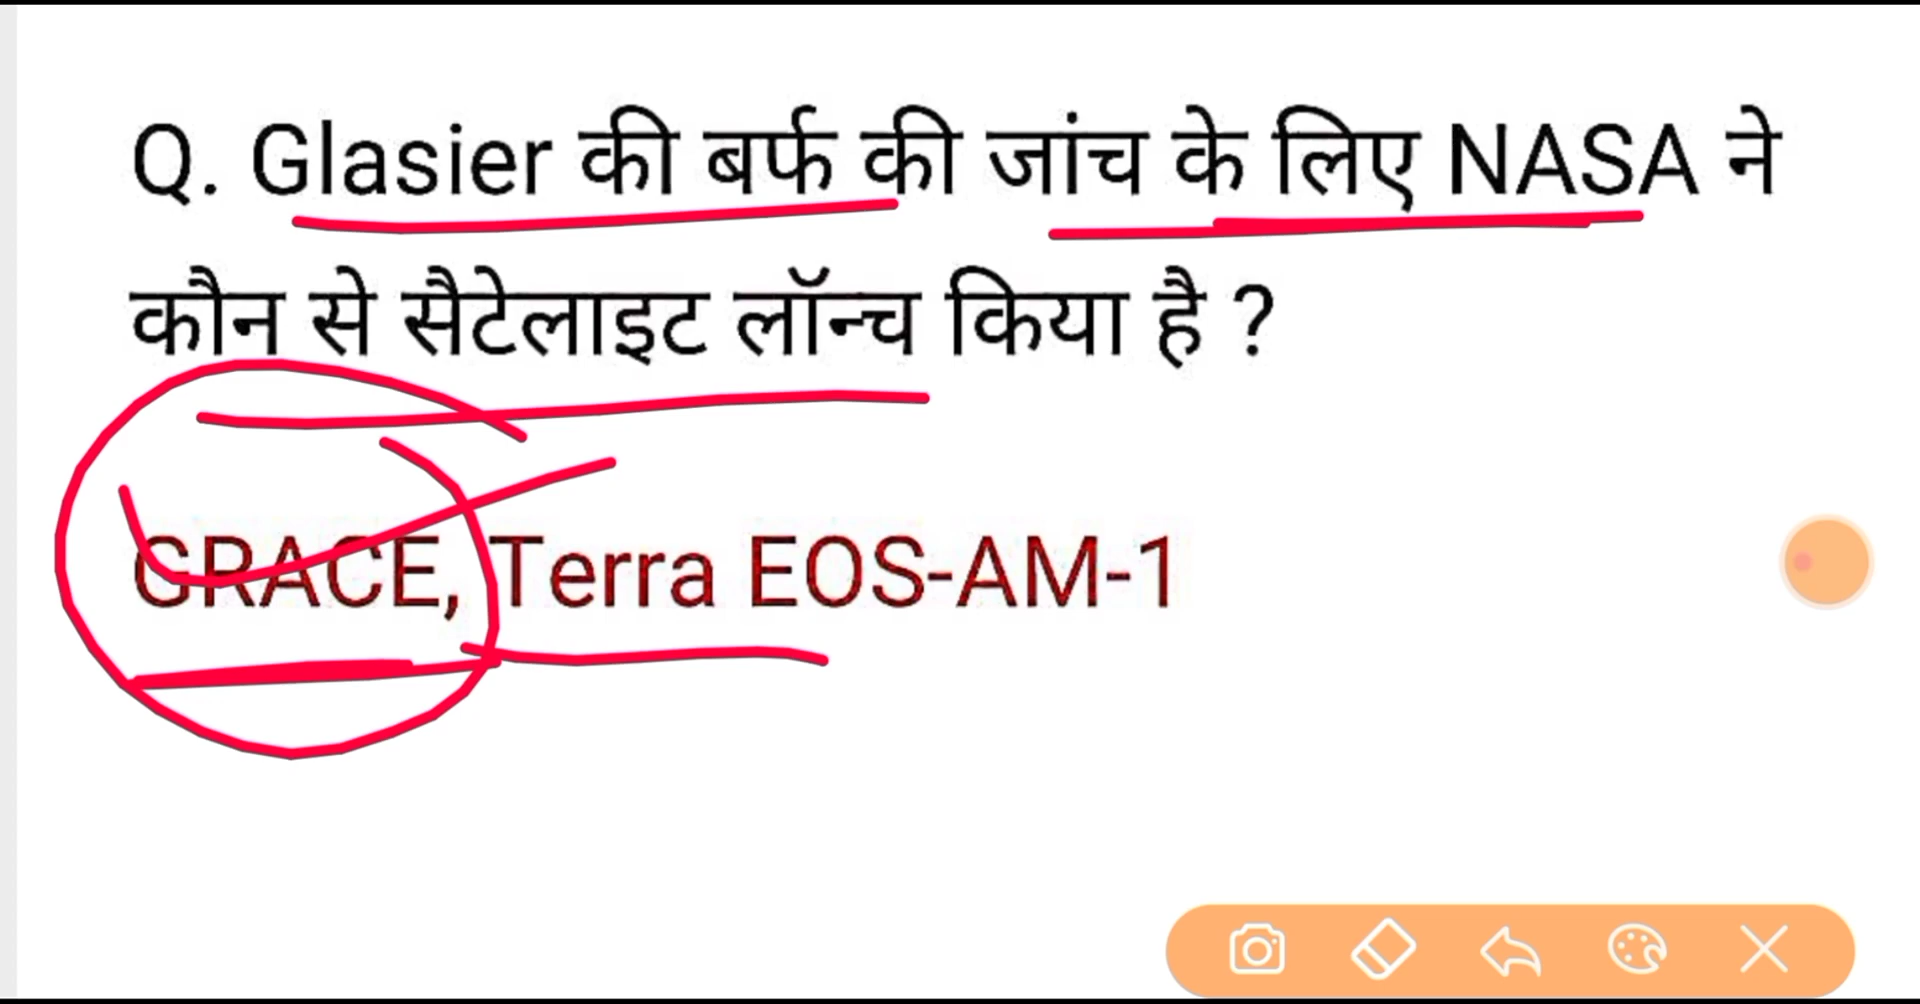 Q. Glasier की बर्फ की जांच के लिए NASA ने
कौन से सैटेलाइट लॉन्च किया है ?
GRACE, Terra EOS-AM-1